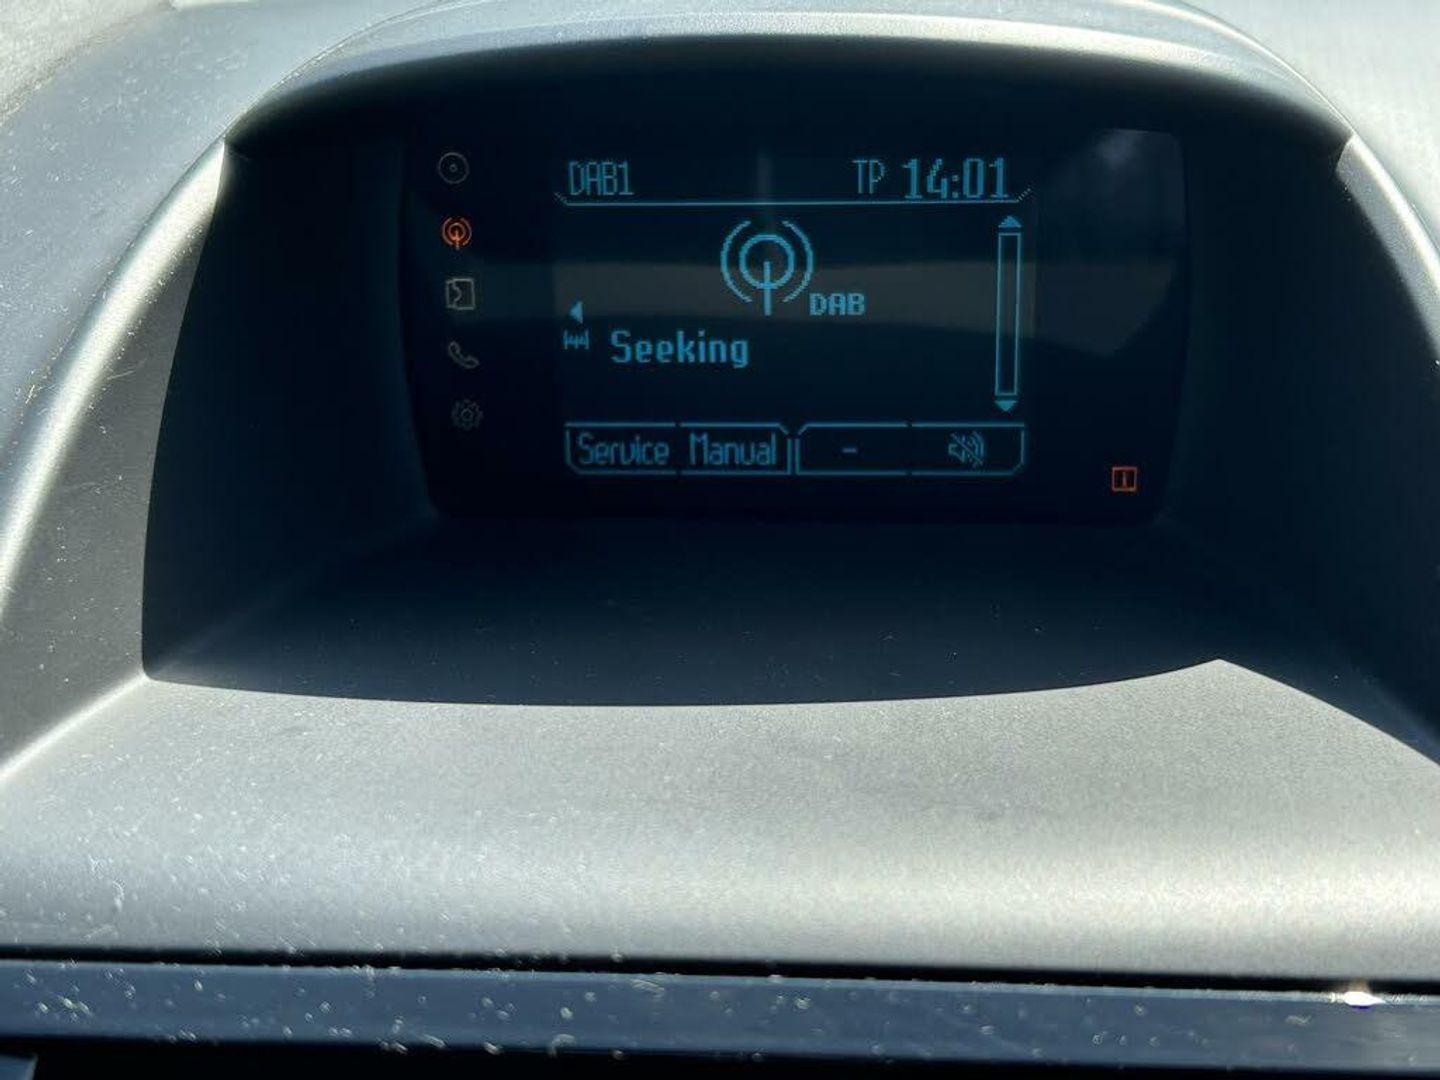 DAB1 TP 14:01
DAB
Seeking
Service Manual -